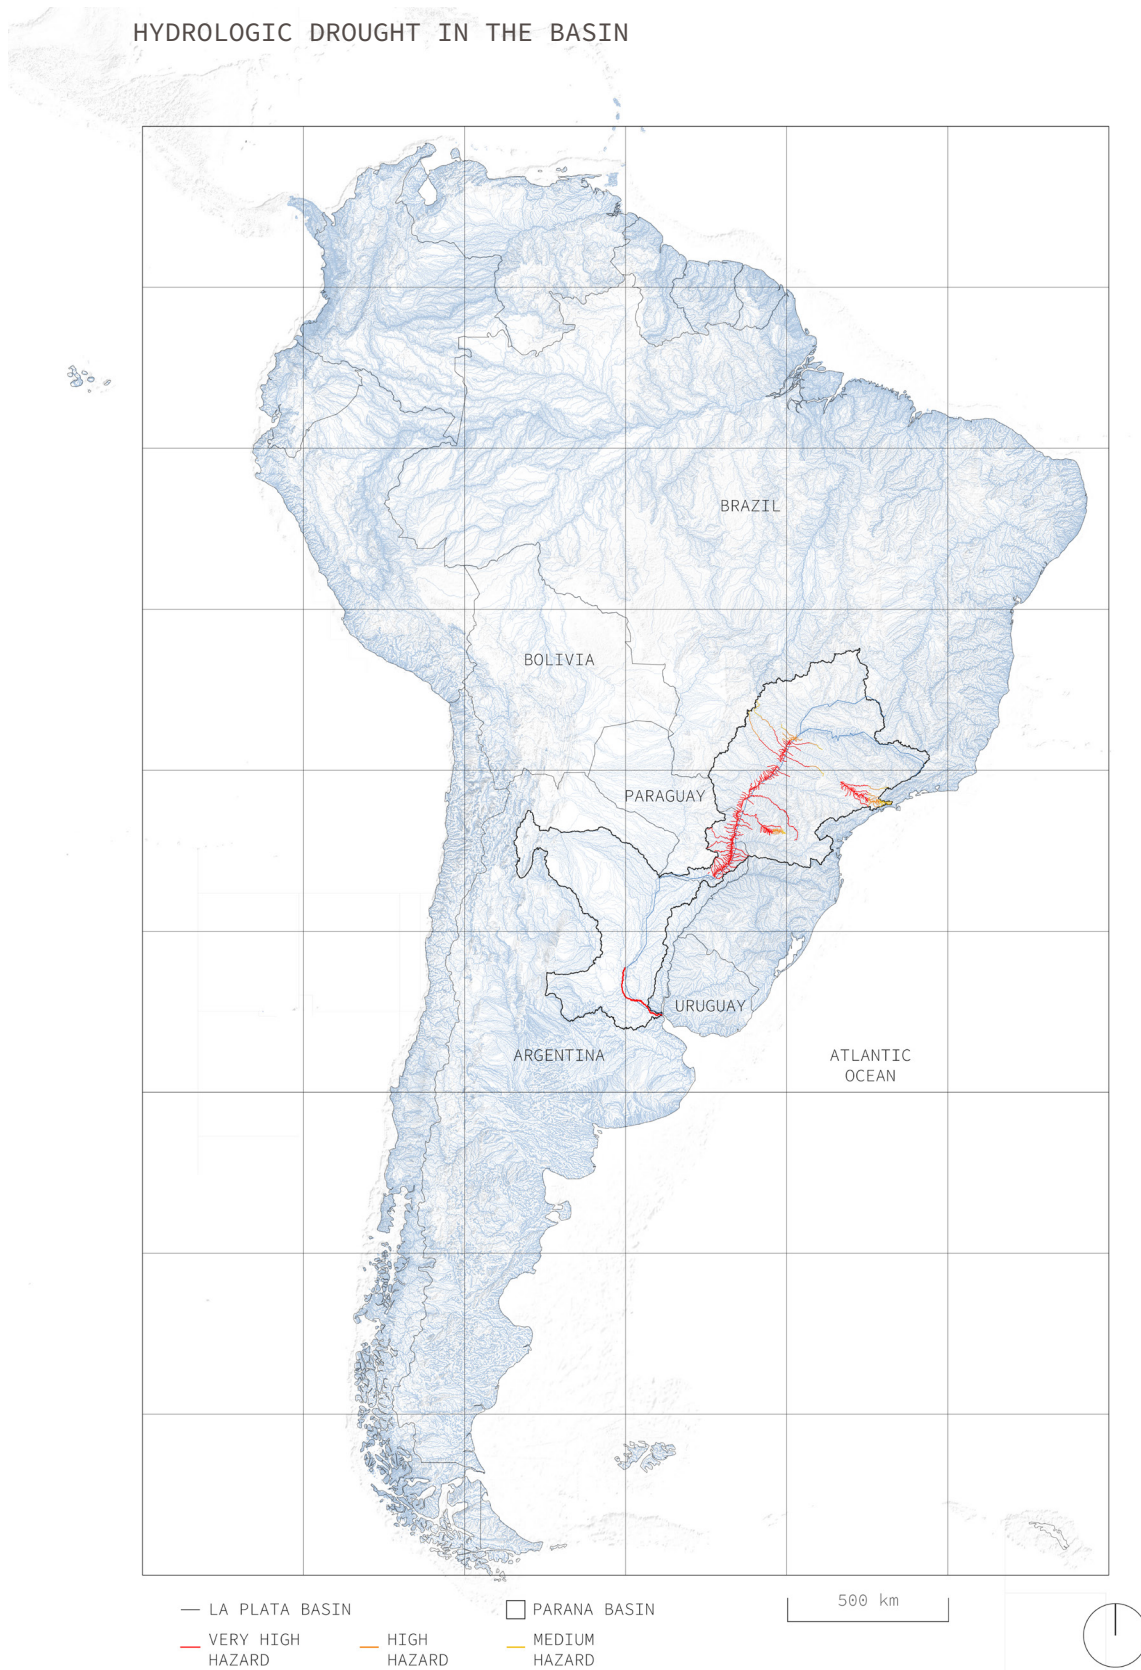 HYDROLOGIC DROUGHT IN THE BASIN
BRAZIL
BOLIVIA
PARAGUAY
URUGUAY
ARGENTINA
ATLANTIC
OCEAN
LA PLATA BASIN
PARANA BASIN
500 km
VERY HIGH
HAZARD
HIGH
HAZARD
MEDIUM
HAZARD